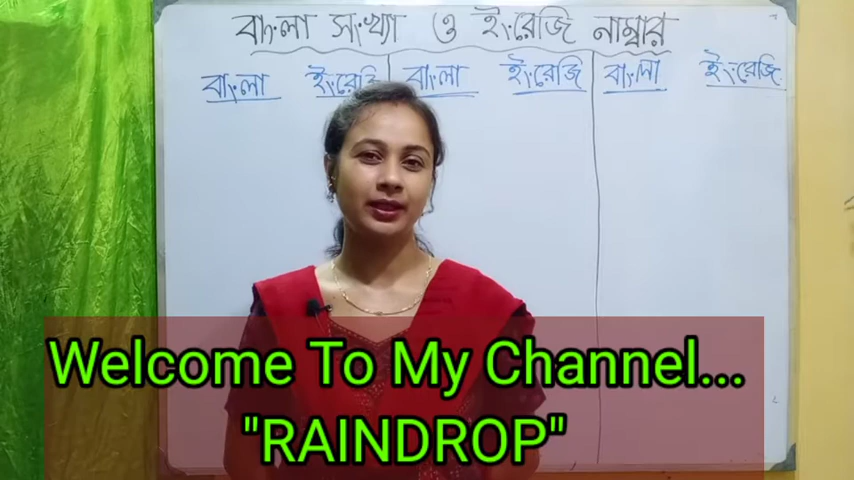 বাংলা সংখ্যা ও ইংরেজি নাম্বার
বাংলা ইংরেজি বাংলা ইংরেজি বাংলা ইংরেজি
Welcome To My Channel...
"RAINDROP"